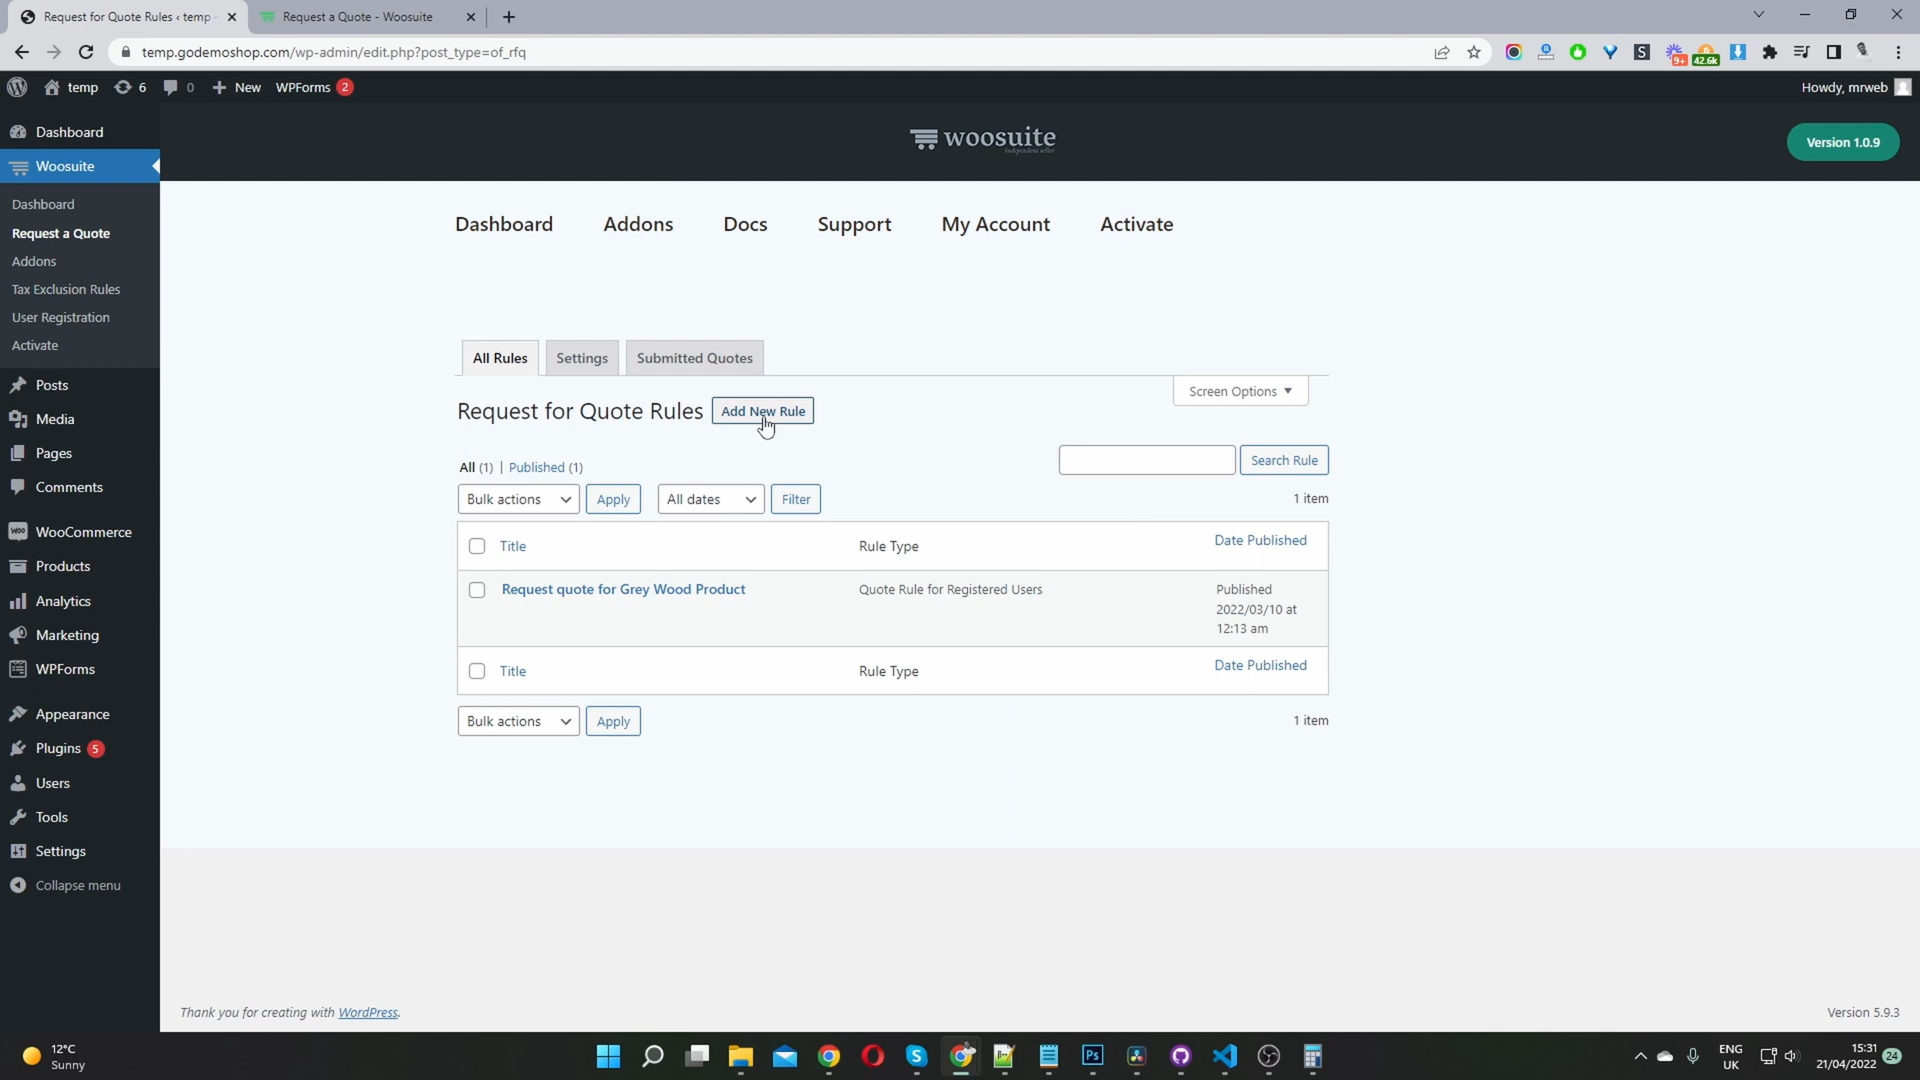 Request for Quote Rules ‹ temp
Request a Quote - Woosuite
temp.godemoshop.com/wp-admin/edit.php?post_type=of_rfq
9+
42.6k
temp
6
0
New
WPForms 2
Howdy, mrweb
Dashboard
Woosuite
Dashboard
Request a Quote
Addons
Tax Exclusion Rules
User Registration
Activate
Posts
Media
Pages
Comments
WooCommerce
Products
Analytics
Marketing
WPForms
Appearance
Plugins 5
Users
Tools
Settings
Collapse menu
woosuite
independent seller
Version 1.0.9
Dashboard Addons Docs Support My Account Activate
All Rules Settings Submitted Quotes
Screen Options ▼
Request for Quote Rules Add New Rule
All (1) | Published (1)
Search Rule
Bulk actions Apply All dates Filter 1 item
Title Rule Type Date Published
Request quote for Grey Wood Product Quote Rule for Registered Users Published
2022/03/10 at
12:13 am
Title Rule Type Date Published
Bulk actions Apply 1 item
Thank you for creating with WordPress.
Version 5.9.3
12°C
Sunny
Ps
ENG
UK
15:31
21/04/2022
24